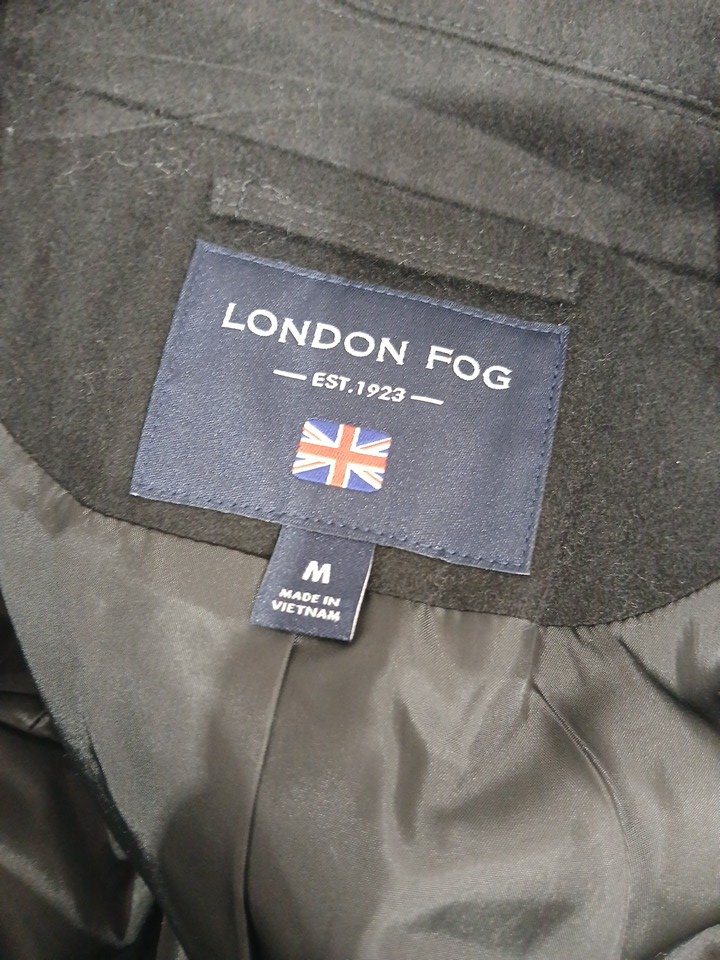 LONDON FOG
— EST.1923 —
M
MADE IN
VIETNAM